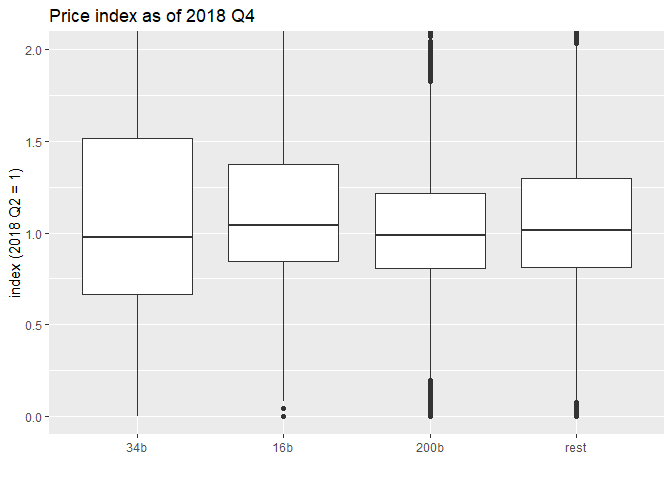 Price index as of 2018 Q4
index (2018 Q2 = 1)
2.0
1.5
1.0
0.5
0.0
34b 16b 200b rest